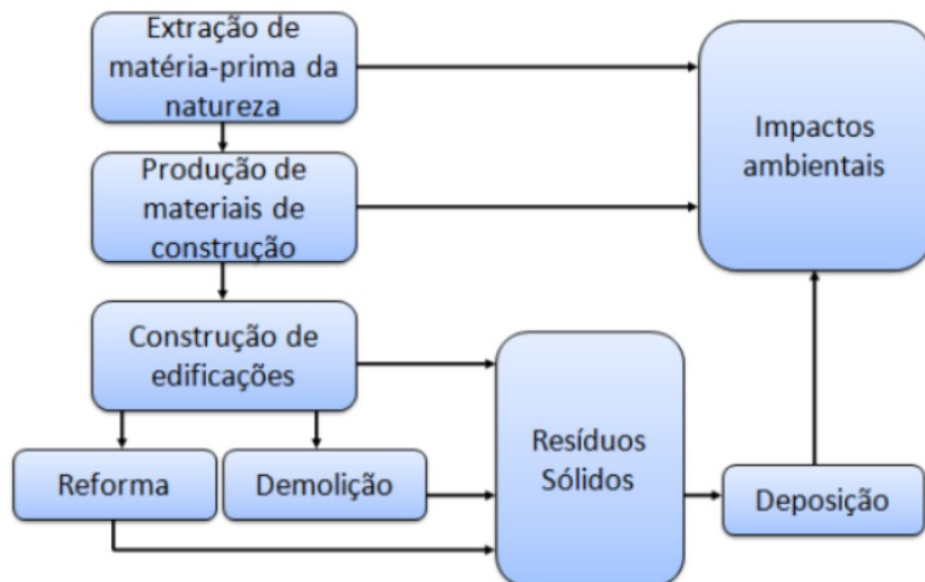 Extração de
matéria-prima da
natureza
Impactos
ambientais
Produção de
materiais de
construção
Construção de
edificações
Resíduos
Sólidos
Reforma
Demolição
Deposição